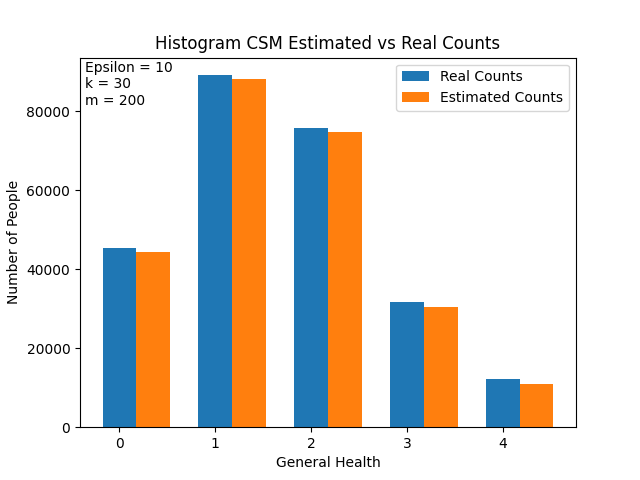 Histogram CSM Estimated vs Real Counts
Epsilon = 10
k = 30
m = 200
Real Counts
Estimated Counts
80000
60000
40000
20000
0
Number of People
0 1 2 3 4
General Health